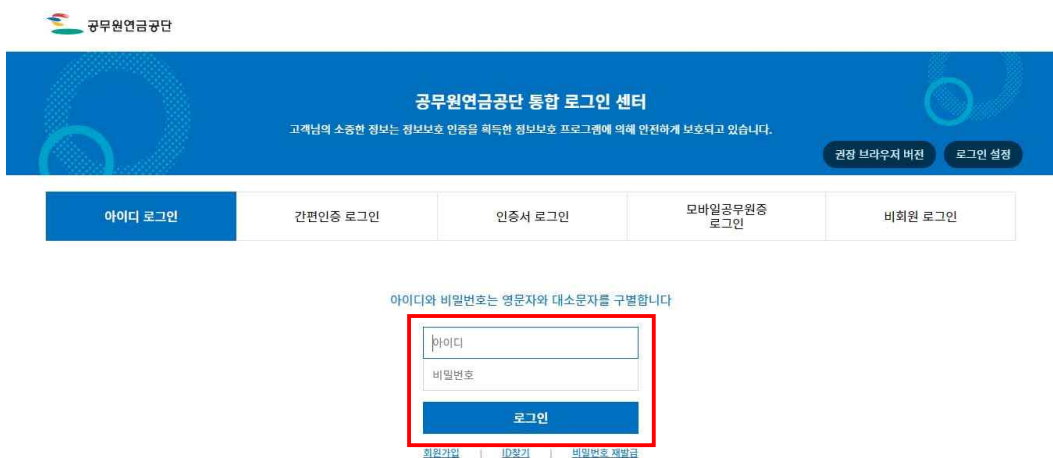 공무원연금공단
공무원연금공단 통합 로그인 센터
고객님의 소중한 정보는 정보보호 인증을 획득한 정보보호 프로그램에 의해 안전하게 보호되고 있습니다.
권장 브라우저 버전
로그인 설정
아이디 로그인
간편인증 로그인
인증서 로그인
모바일공무원증
로그인
비회원 로그인
아이디와 비밀번호는 영문자와 대소문자를 구별합니다
아이디
비밀번호
로그인
회원가입 | ID찾기 | 비밀번호 재발급